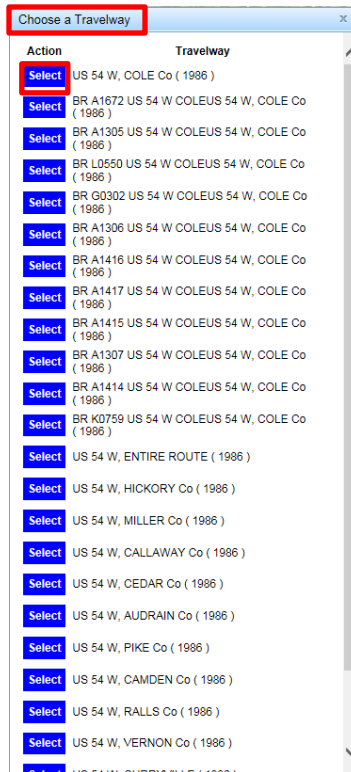 Choose a Travelway x
Action Travelway
Select US 54 W, COLE Co ( 1986 )
Select BR A1672 US 54 W COLEUS 54 W, COLE Co
( 1986 )
Select BR A1305 US 54 W COLEUS 54 W, COLE Co
( 1986 )
Select BR L0550 US 54 W COLEUS 54 W, COLE Co
( 1986 )
Select BR G0302 US 54 W COLEUS 54 W, COLE Co
( 1986 )
Select BR A1306 US 54 W COLEUS 54 W, COLE Co
( 1986 )
Select BR A1416 US 54 W COLEUS 54 W, COLE Co
( 1986 )
Select BR A1417 US 54 W COLEUS 54 W, COLE Co
( 1986 )
Select BR A1415 US 54 W COLEUS 54 W, COLE Co
( 1986 )
Select BR A1307 US 54 W COLEUS 54 W, COLE Co
( 1986 )
Select BR A1414 US 54 W COLEUS 54 W, COLE Co
( 1986 )
Select BR K0759 US 54 W COLEUS 54 W, COLE Co
( 1986 )
Select US 54 W, ENTIRE ROUTE ( 1986 )
Select US 54 W, HICKORY Co ( 1986 )
Select US 54 W, MILLER Co ( 1986 )
Select US 54 W, CALLAWAY Co ( 1986 )
Select US 54 W, CEDAR Co ( 1986 )
Select US 54 W, AUDRAIN Co ( 1986 )
Select US 54 W, PIKE Co ( 1986 )
Select US 54 W, CAMDEN Co ( 1986 )
Select US 54 W, RALLS Co ( 1986 )
Select US 54 W, VERNON Co ( 1986 )